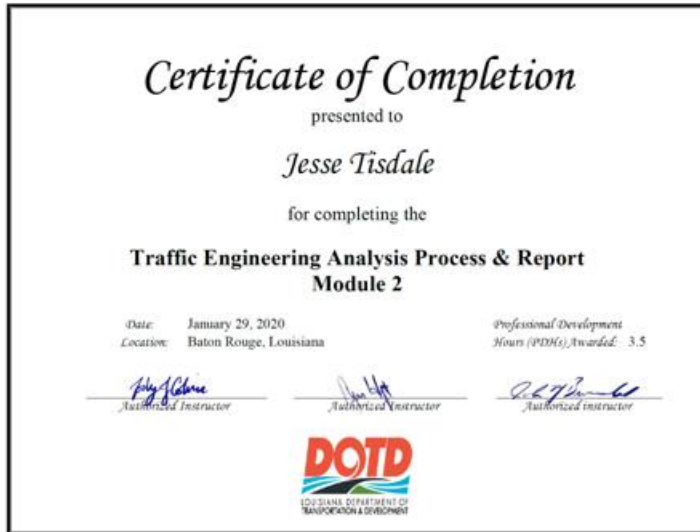 Certificate of Completion
presented to
Jesse Tisdale
for completing the
Traffic Engineering Analysis Process & Report
Module 2
Date: January 29, 2020
Location: Baton Rouge, Louisiana
Professional Development
Hours (PDHs) Awarded: 3.5
Authorized Instructor
Authorized Instructor
Authorized instructor
DOTD
LOUISIANA DEPARTMENT OF
TRANSPORTATION & DEVELOPMENT